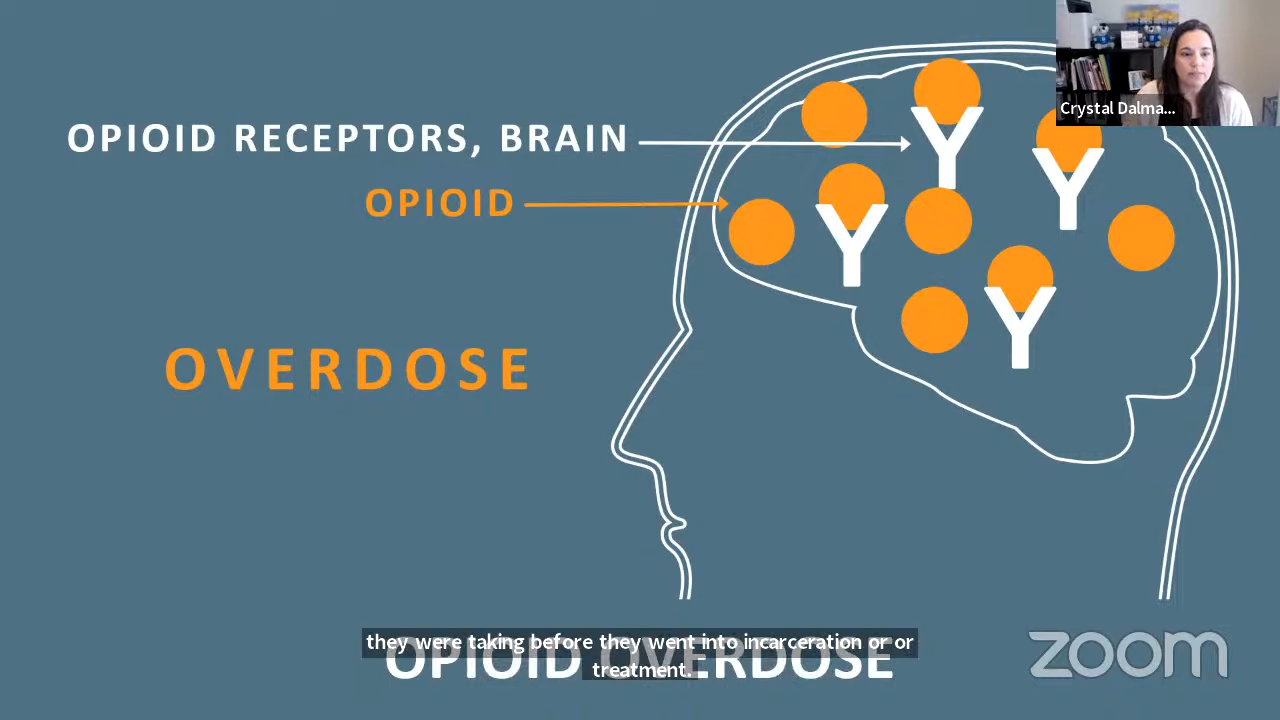 Crystal Dalma...
OPIOID RECEPTORS, BRAIN
OPIOID
Y
Y
Y
Y
OVERDOSE
they were taking before they went into incarceration or or
treatment.
OPIOID OVERDOSE
zoom